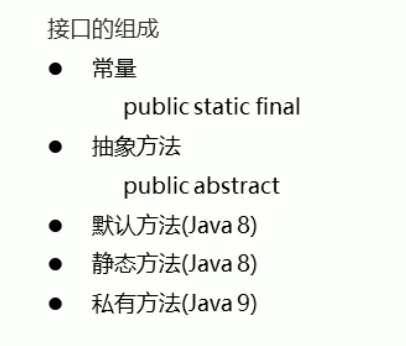 接口的组成
● 常量
public static final
● 抽象方法
public abstract
● 默认方法(Java 8)
● 静态方法(Java 8)
● 私有方法(Java 9)